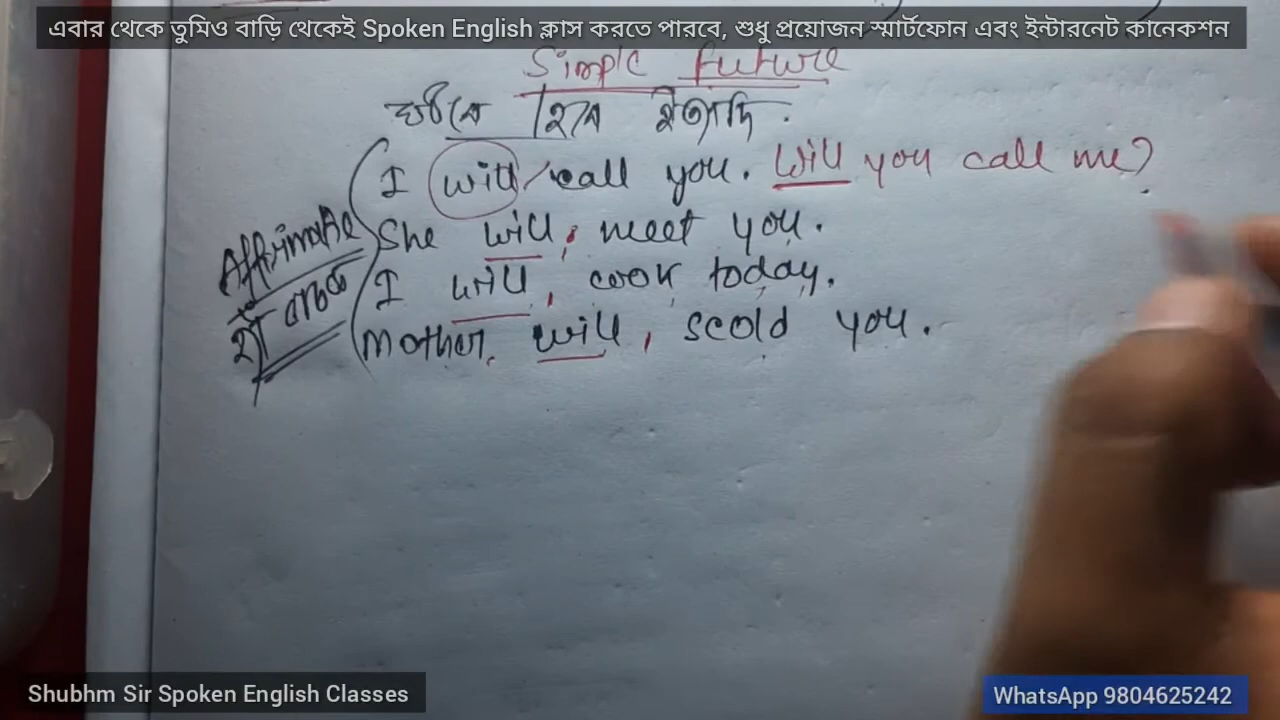 এবার থেকে তুমিও বাড়ি থেকেই Spoken English ক্লাস করতে পারবে, শুধু প্রয়োজন স্মার্টফোন এবং ইন্টারনেট কানেকশন
Simple Future
হবে ইত্যাদি.
I will call you. Will you call me?
She will meet you.
I will cook today.
Mother will scold you.
Affirmative
হাঁ বাচক
Shubhm Sir Spoken English Classes
WhatsApp 9804625242